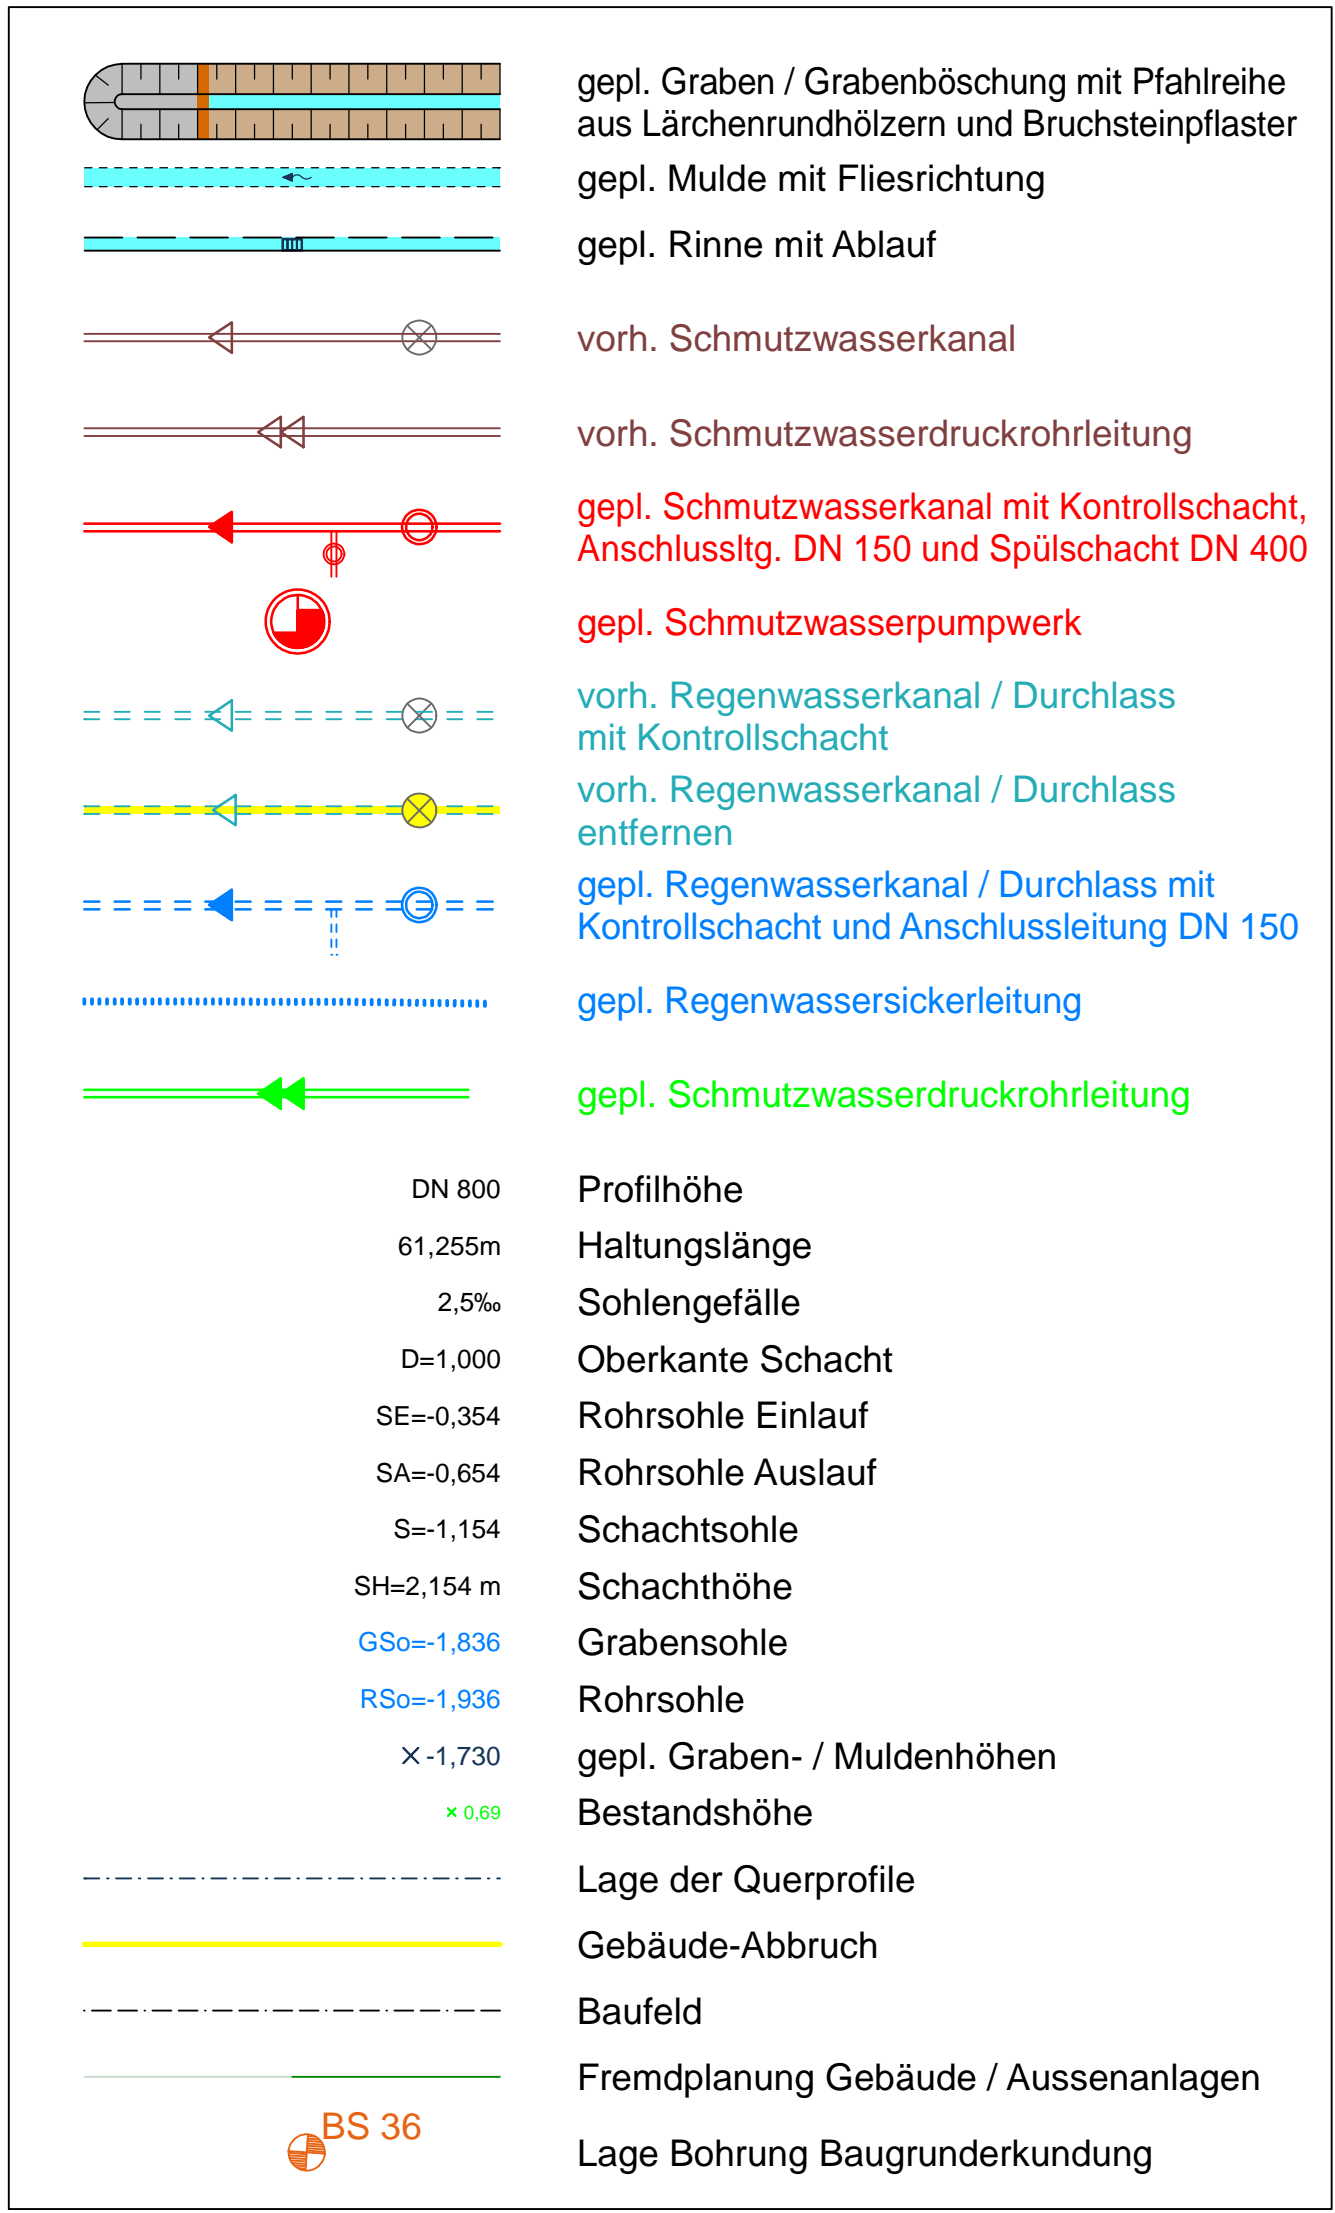 gepl. Graben / Grabenböschung mit Pfahlreihe
aus Lärchenrundhölzern und Bruchsteinpflaster
gepl. Mulde mit Fliesrichtung
gepl. Rinne mit Ablauf
vorh. Schmutzwasserkanal
vorh. Schmutzwasserdruckrohrleitung
gepl. Schmutzwasserkanal mit Kontrollschacht,
Anschlussltg. DN 150 und Spülschacht DN 400
gepl. Schmutzwasserpumpwerk
vorh. Regenwasserkanal / Durchlass
mit Kontrollschacht
vorh. Regenwasserkanal / Durchlass
entfernen
gepl. Regenwasserkanal / Durchlass mit
Kontrollschacht und Anschlussleitung DN 150
gepl. Regenwassersickerleitung
gepl. Schmutzwasserdruckrohrleitung
DN 800 Profilhöhe
61,255m Haltungslänge
2,5‰ Sohlengefälle
D=1,000 Oberkante Schacht
SE=-0,354 Rohrsohle Einlauf
SA=-0,654 Rohrsohle Auslauf
S=-1,154 Schachtsohle
SH=2,154 m Schachthöhe
GSo=-1,836 Grabensohle
RSo=-1,936 Rohrsohle
-1,730 gepl. Graben- / Muldenhöhen
0,69 Bestandshöhe
Lage der Querprofile
Gebäude-Abbruch
Baufeld
Fremdplanung Gebäude / Aussenanlagen
BS 36
Lage Bohrung Baugrunderkundung